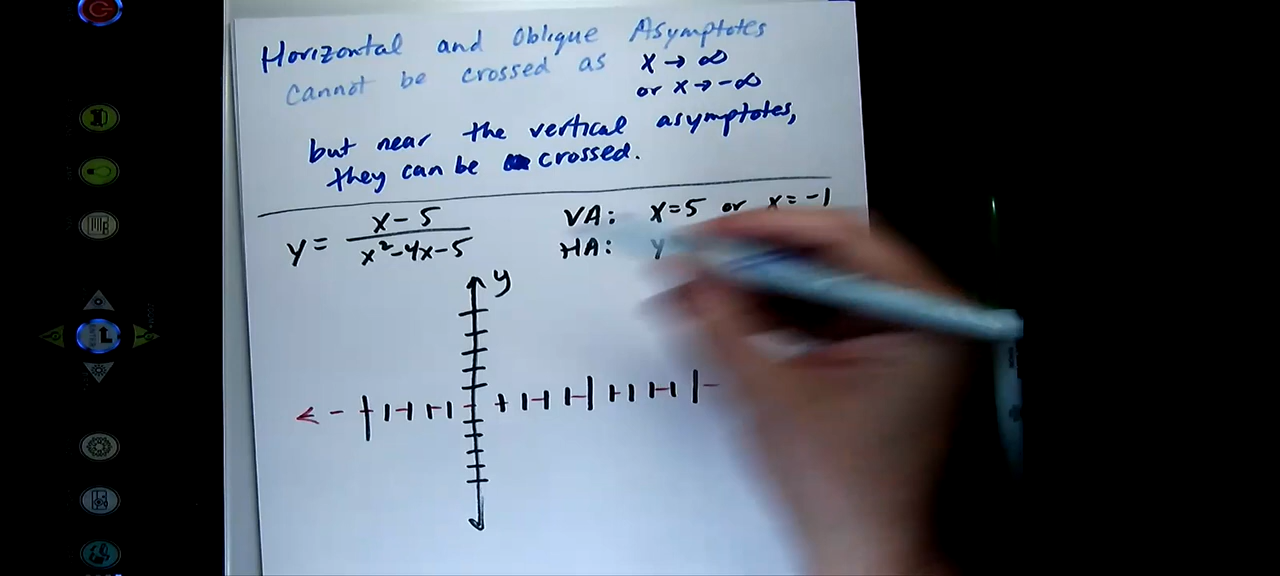 Horizontal and Oblique Asymptotes
cannot be crossed as x → ∞
or x → -∞
but near the vertical asymptotes,
they can be crossed.
y = x - 5 / x² - 4x - 5
VA: x = 5 or x = -1
HA: y
y